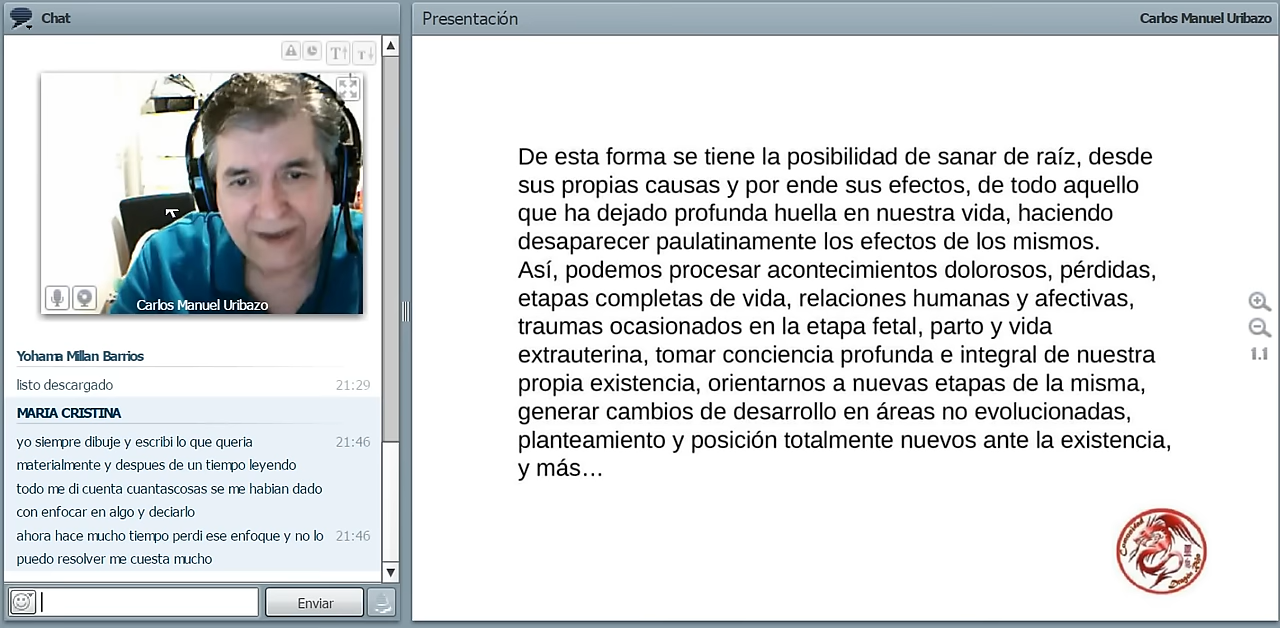 Chat
Carlos Manuel Uribazo
Yohama Millan Barrios
listo descargado 21:29
MARIA CRISTINA
yo siempre dibuje y escribi lo que queria 21:46
materialmente y despues de un tiempo leyendo
todo me di cuenta cuantascosas se me habian dado
con enfocar en algo y deciarlo
ahora hace mucho tiempo perdi ese enfoque y no lo 21:46
puedo resolver me cuesta mucho
Enviar
Presentación Carlos Manuel Uribazo
De esta forma se tiene la posibilidad de sanar de raíz, desde
sus propias causas y por ende sus efectos, de todo aquello
que ha dejado profunda huella en nuestra vida, haciendo
desaparecer paulatinamente los efectos de los mismos.
Así, podemos procesar acontecimientos dolorosos, pérdidas,
etapas completas de vida, relaciones humanas y afectivas,
traumas ocasionados en la etapa fetal, parto y vida
extrauterina, tomar conciencia profunda e integral de nuestra
propia existencia, orientarnos a nuevas etapas de la misma,
generar cambios de desarrollo en áreas no evolucionadas,
planteamiento y posición totalmente nuevos ante la existencia,
y más…
1.1
Comunidad